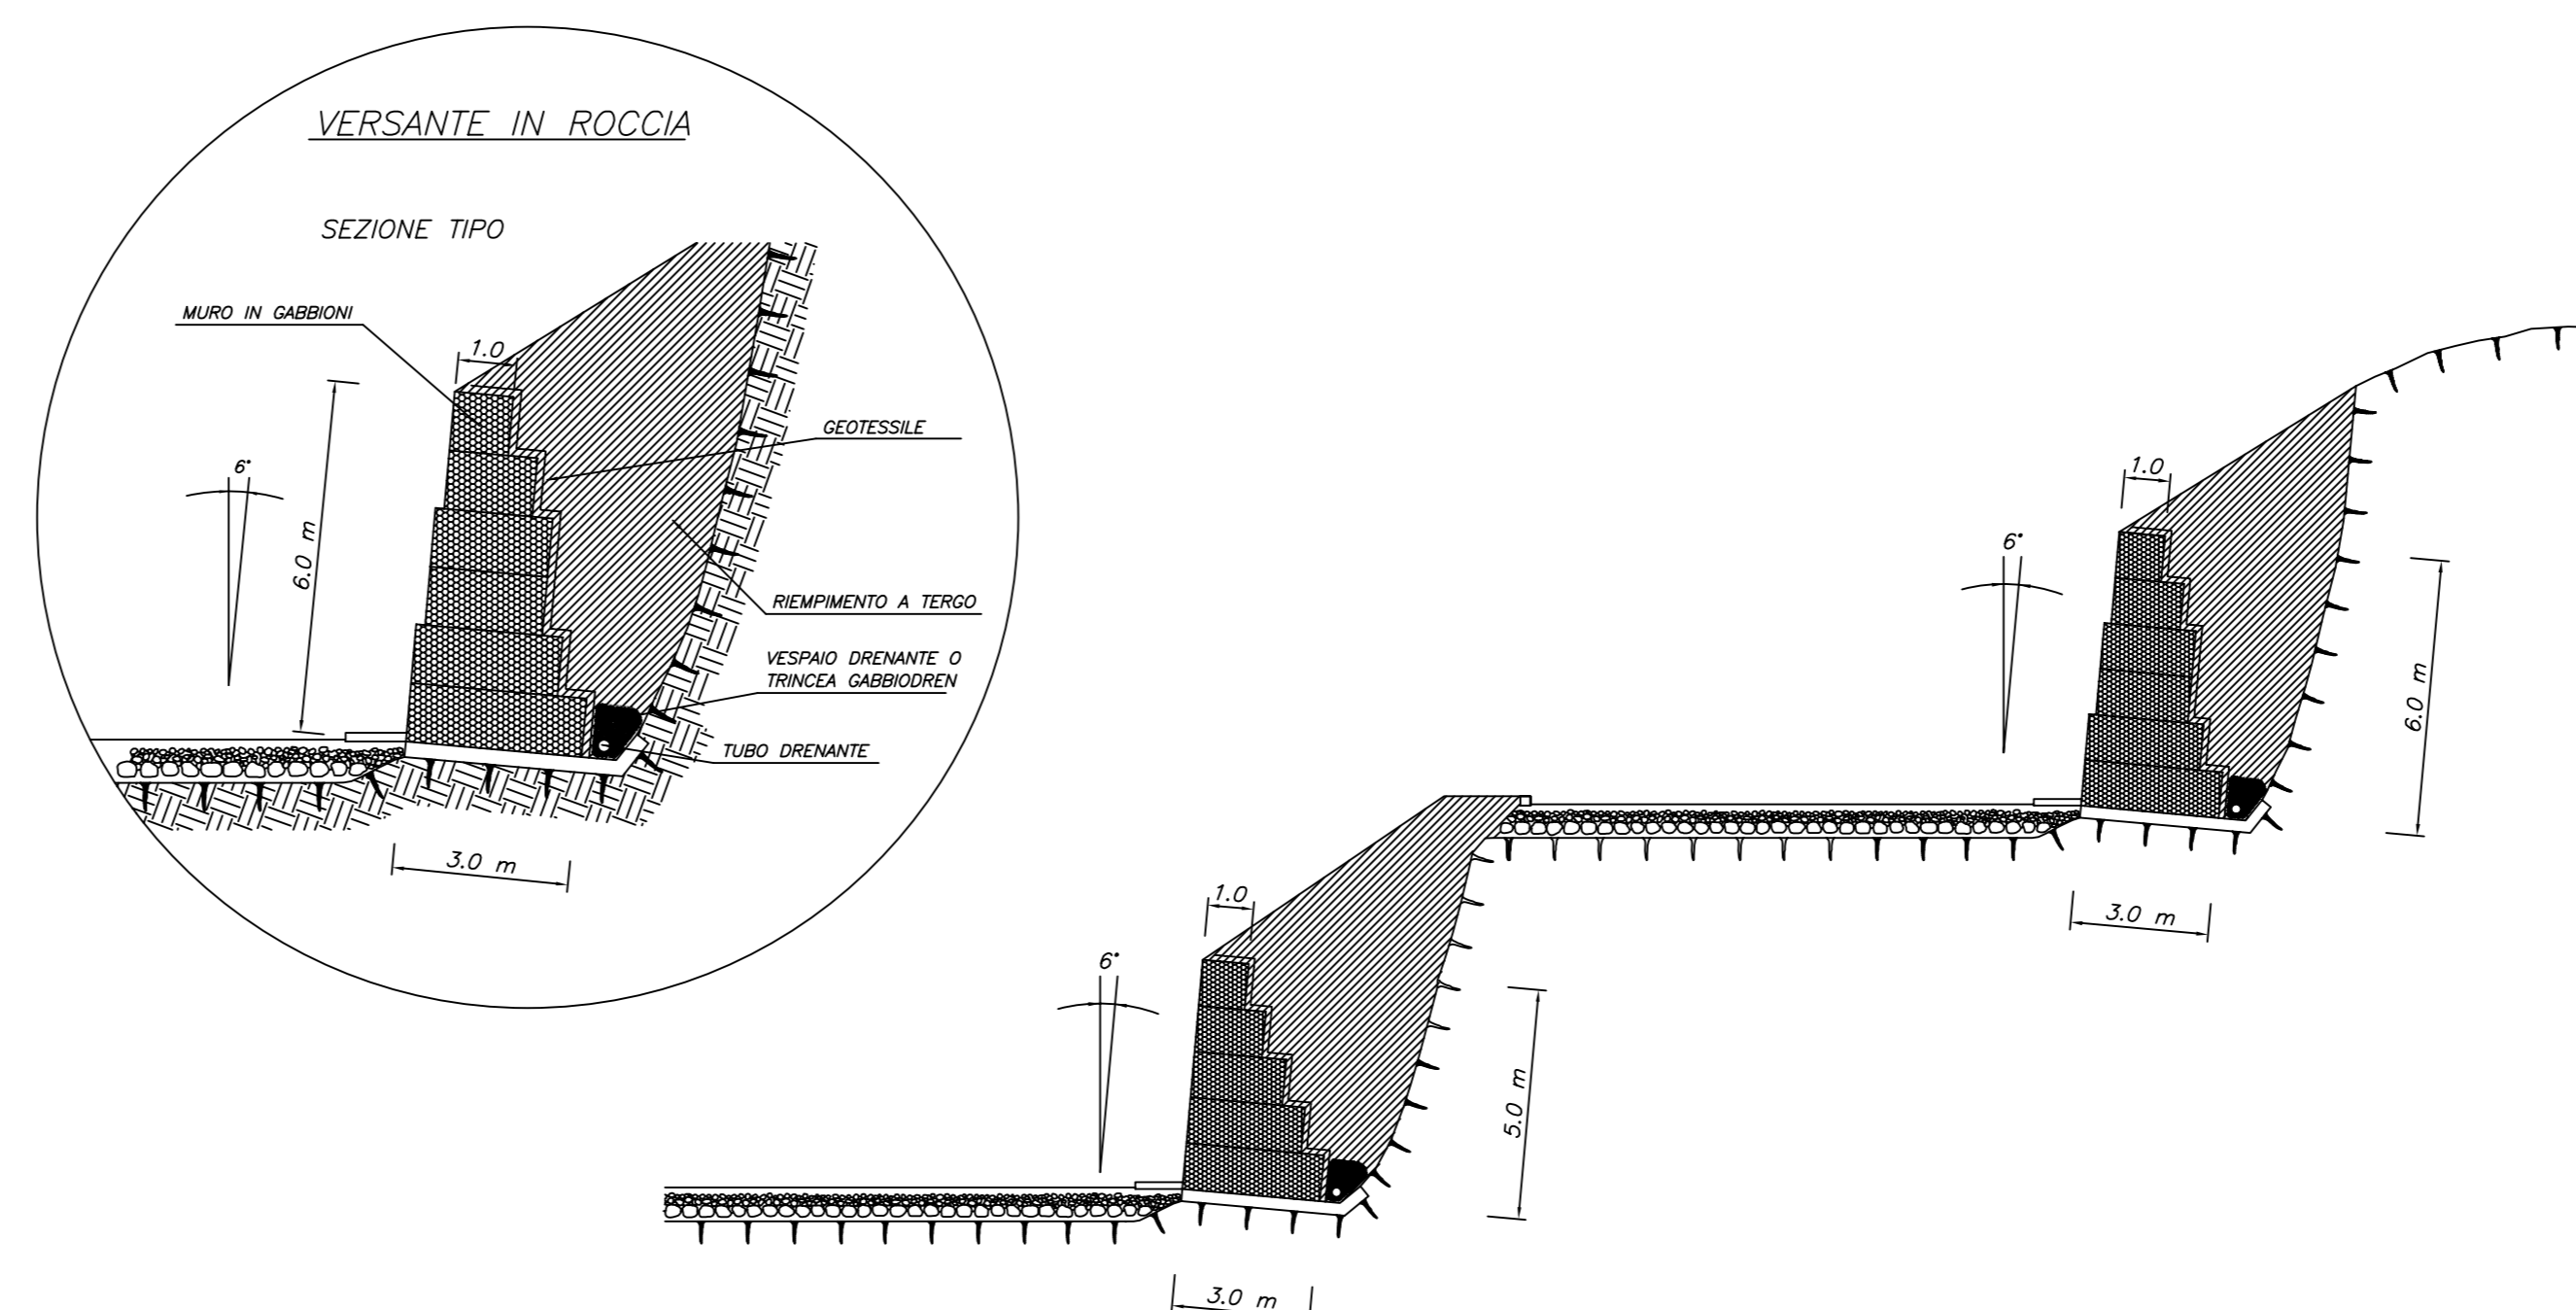 VERSANTE IN ROCCIA
SEZIONE TIPO
MURO IN GABBIONI
1.0
GEOTESSILE
6°
6.0 m
RIEMPIMENTO A TERGO
VESPAIO DRENANTE O
TRINCEA GABBIODREN
TUBO DRENANTE
3.0 m
1.0
6°
6.0 m
3.0 m
1.0
6°
5.0 m
3.0 m